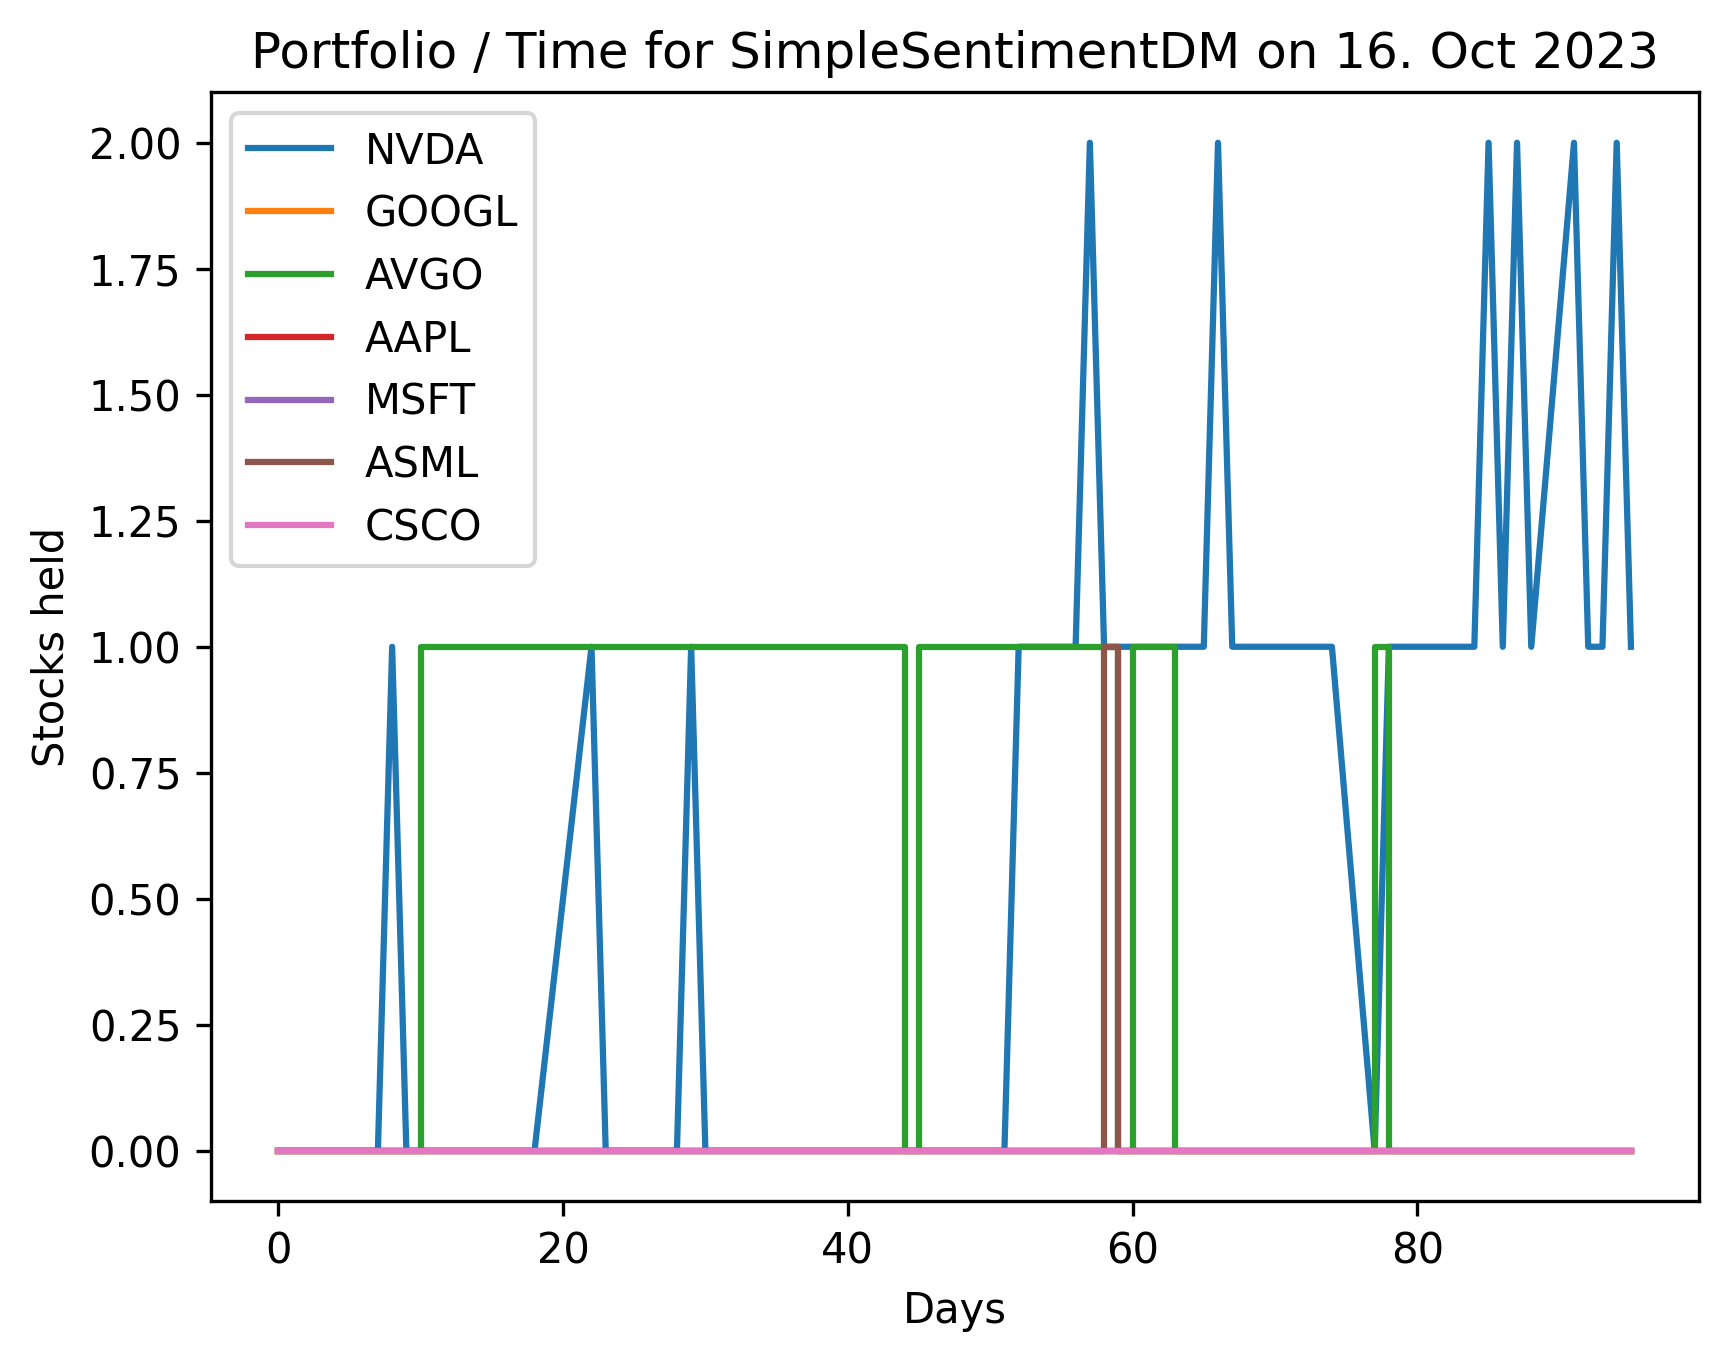 Portfolio / Time for SimpleSentimentDM on 16. Oct 2023
NVDA
GOOGL
AVGO
AAPL
MSFT
ASML
CSCO
Stocks held
2.00
1.75
1.50
1.25
1.00
0.75
0.50
0.25
0.00
0 20 40 60 80
Days